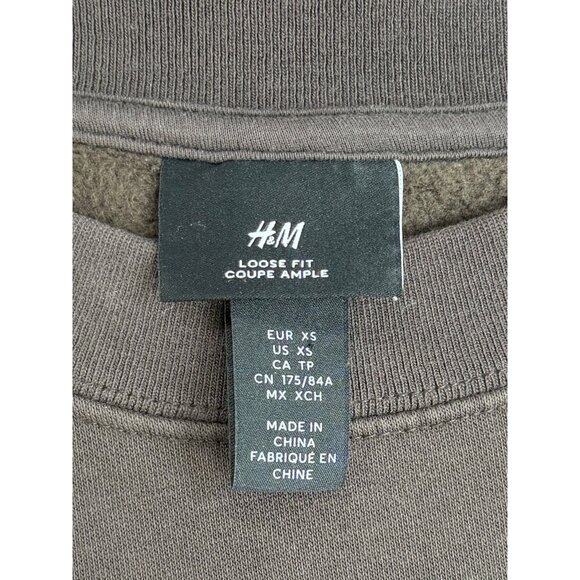 H&M
LOOSE FIT
COUPE AMPLE
EUR XS
US XS
CA TP
CN 175/84A
MX XCH
MADE IN
CHINA
FABRIQUÉ EN
CHINE